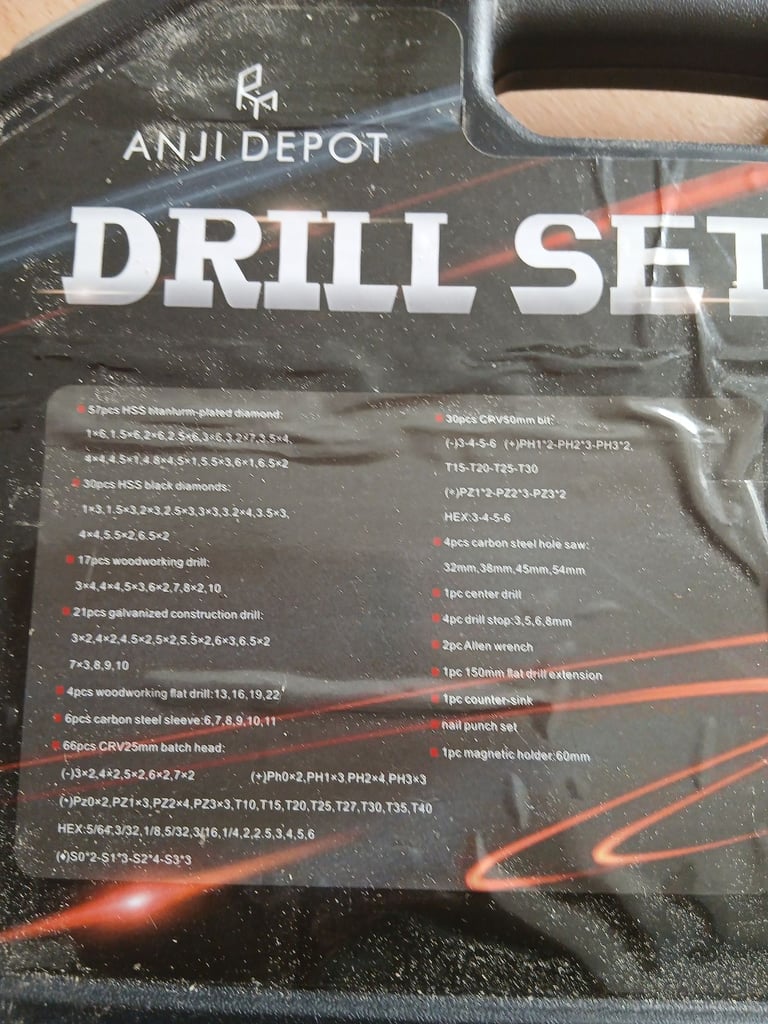 ANJI DEPOT
DRILL SET
57pcs HSS titanlurm-plated diamond:
1×6,1.5×6,2×6,2.5×6,3×6,3.2×7,3.5×4,
4×4,4.5×1,4.8×4,5×1,5.5×3,6×1,6.5×2
30pcs HSS black diamonds:
1×3,1.5×3,2×3,2.5×3,3×3,3.2×4,3.5×3,
4×4,5.5×2,6.5×2
17pcs woodworking drill:
3×4,4×4,5×3,6×2,7,8×2,10
21pcs galvanized construction drill:
3×2,4×2,4.5×2,5×2,5.5×2,6×3,6.5×2
7×3,8,9,10
4pcs woodworking flat drill:13,16,19,22
6pcs carbon steel sleeve:6,7,8,9,10,11
66pcs CRV25mm batch head:
(-)3×2,4×2,5×2,6×2,7×2 (+)Ph0×2,PH1×3,PH2×4,PH3×3
(*)Pz0×2,PZ1×3,PZ2×4,PZ3×3,T10,T15,T20,T25,T27,T30,T35,T40
HEX:5/64,3/32,1/8,5/32,3/16,1/4,2,2.5,3,4,5,6
(♦)S0*2-S1*3-S2*4-S3*3
30pcs CRV50mm bit:
(-)3-4-5-6 (+)PH1*2-PH2*3-PH3*2,
T15-T20-T25-T30
(+)PZ1*2-PZ2*3-PZ3*2
HEX:3-4-5-6
4pcs carbon steel hole saw:
32mm,38mm,45mm,54mm
1pc center drill
4pc drill stop:3,5,6,8mm
2pc Allen wrench
1pc 150mm flat drill extension
1pc counter-sink
nail punch set
1pc magnetic holder:60mm